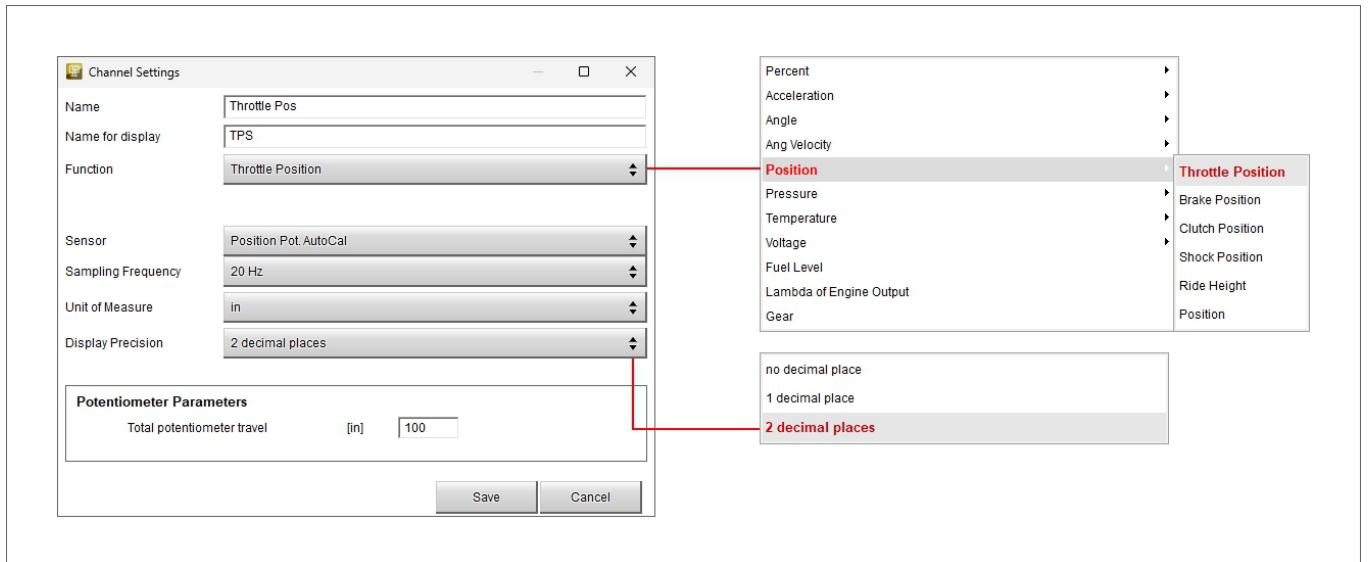 Channel Settings
Name
Throttle Pos
Name for display
TPS
Function
Throttle Position
Sensor
Position Pot. AutoCal
Sampling Frequency
20 Hz
Unit of Measure
in
Display Precision
2 decimal places
Potentiometer Parameters
Total potentiometer travel [in] 100
Save
Cancel
Percent
Acceleration
Angle
Ang Velocity
Position
Pressure
Temperature
Voltage
Fuel Level
Lambda of Engine Output
Gear
Throttle Position
Brake Position
Clutch Position
Shock Position
Ride Height
Position
no decimal place
1 decimal place
2 decimal places